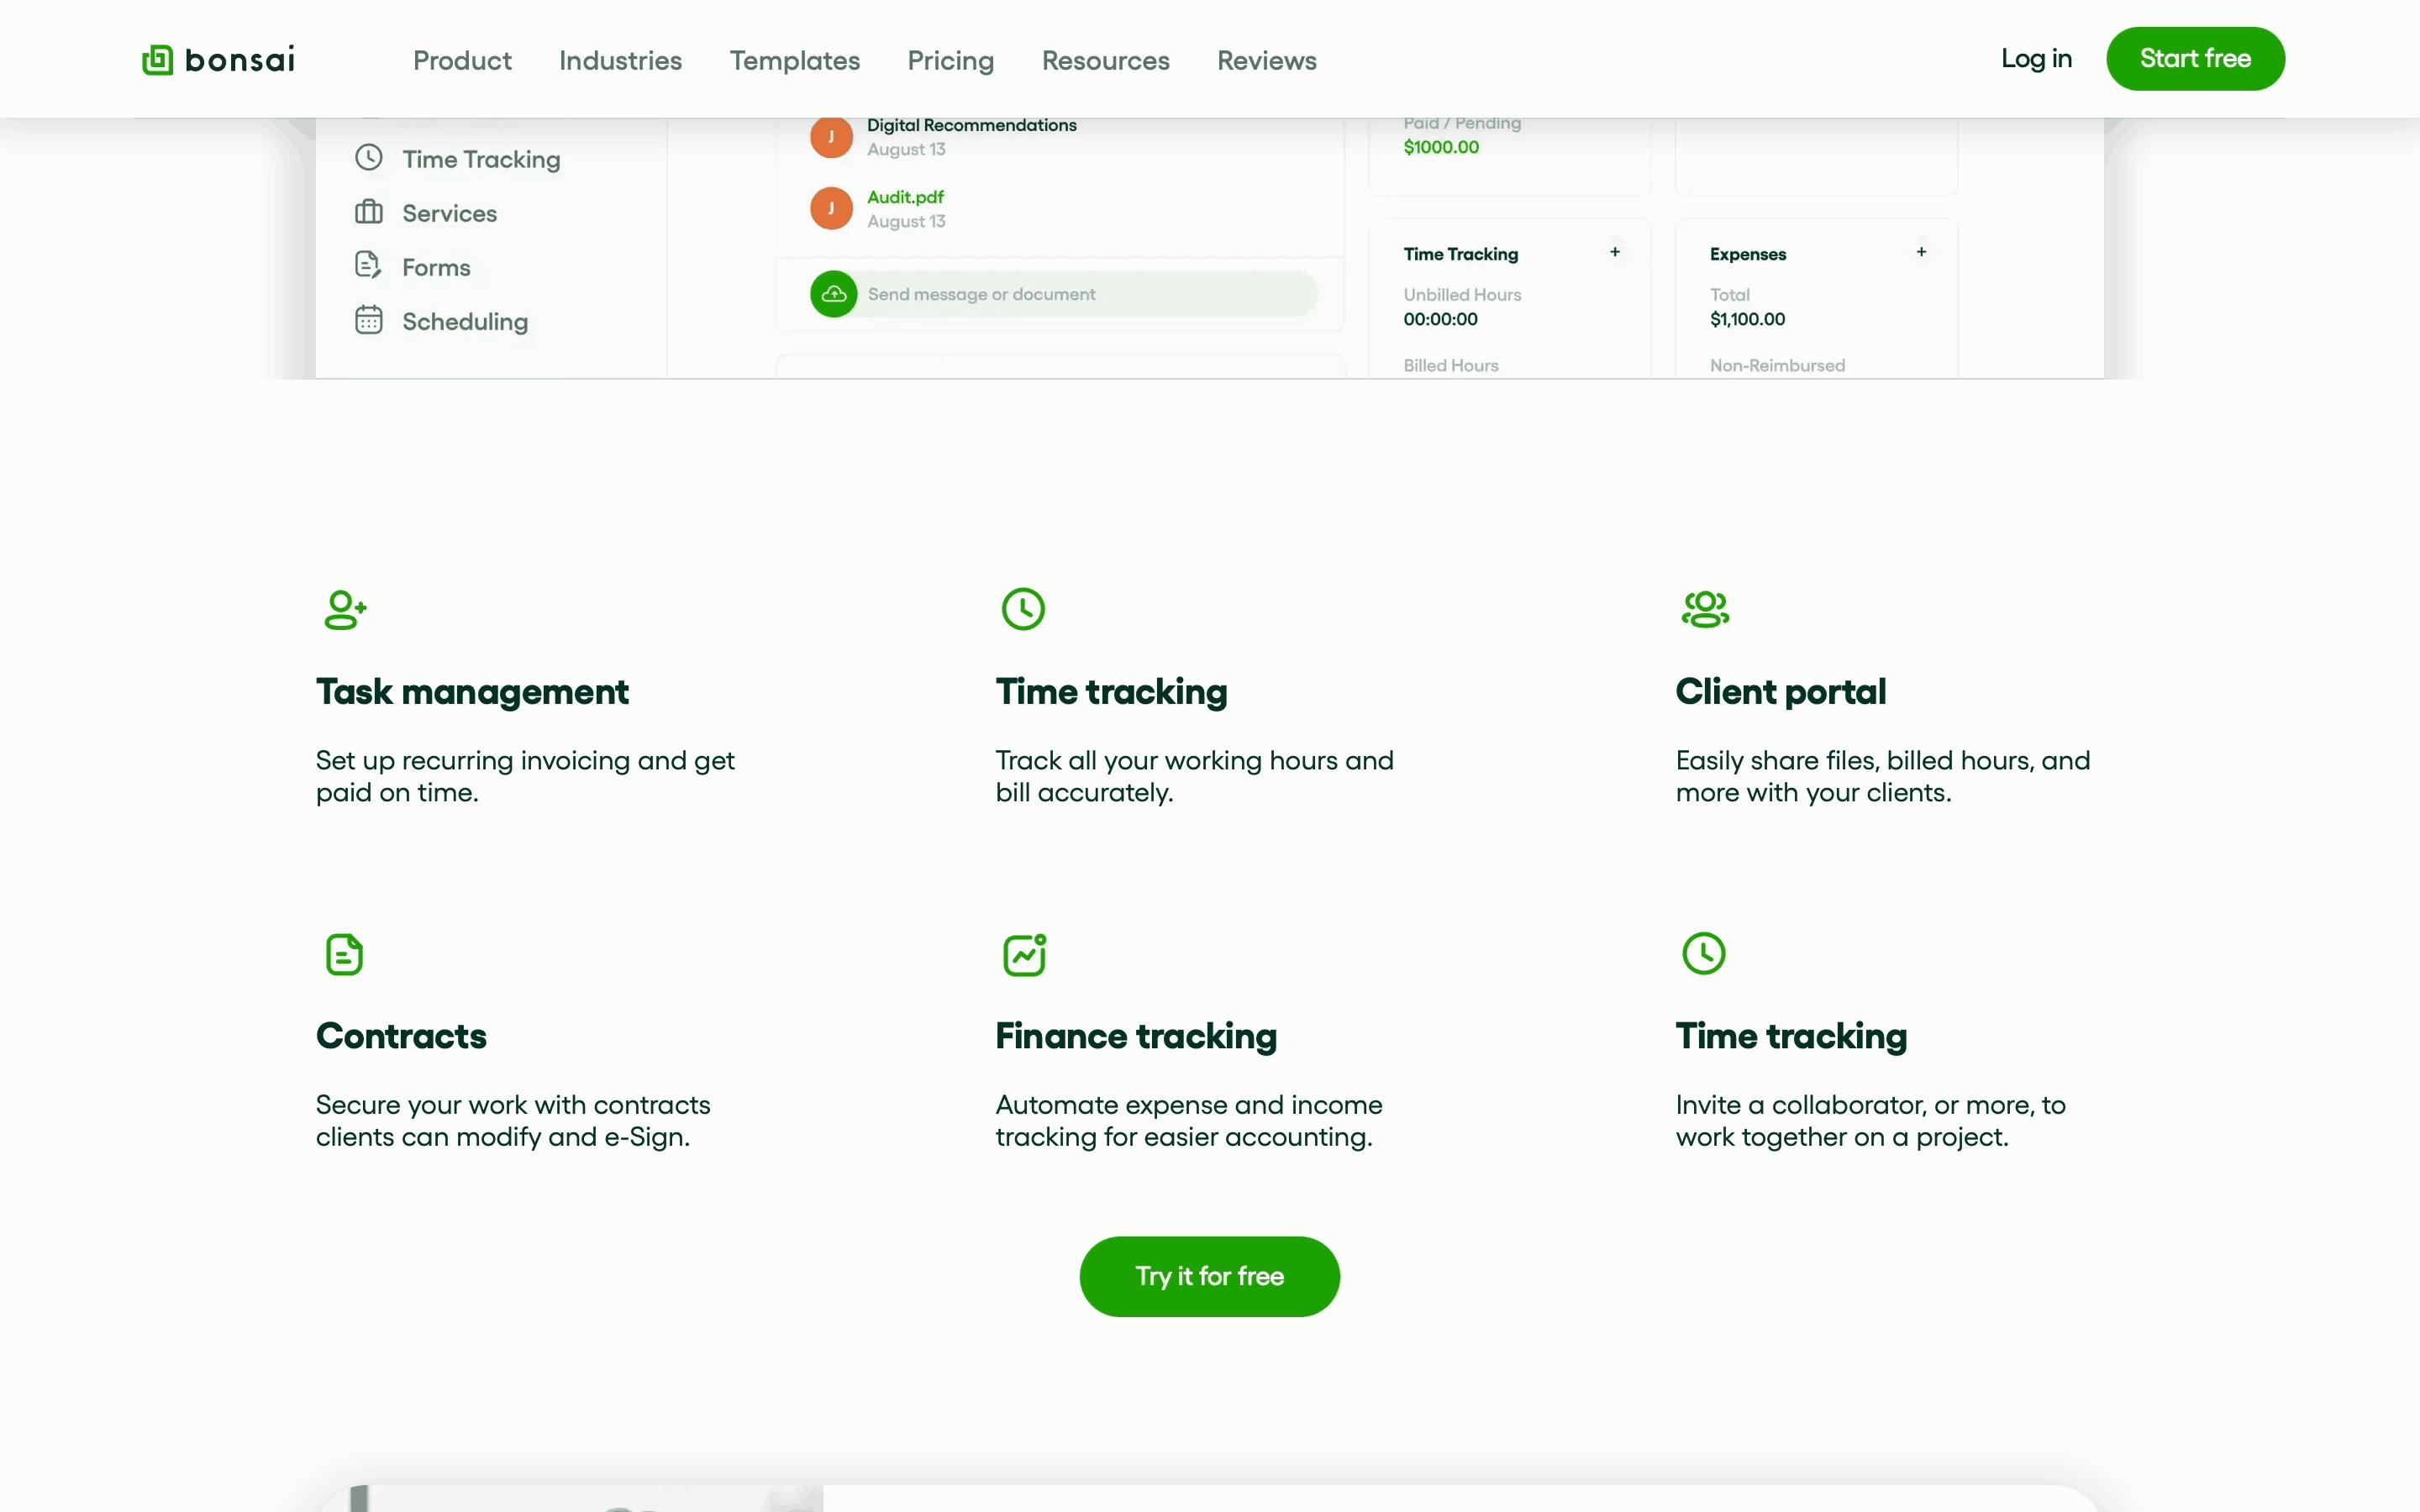 bonsai
Product Industries Templates Pricing Resources Reviews
Log in
Start free
Time Tracking
Services
Forms
Scheduling
J
Digital Recommendations
August 13
J
Audit.pdf
August 13
Send message or document
Paid / Pending
$1000.00
Time Tracking +
Unbilled Hours
00:00:00
Billed Hours
Expenses +
Total
$1,100.00
Non-Reimbursed
Task management
Set up recurring invoicing and get
paid on time.
Time tracking
Track all your working hours and
bill accurately.
Client portal
Easily share files, billed hours, and
more with your clients.
Contracts
Secure your work with contracts
clients can modify and e-Sign.
Finance tracking
Automate expense and income
tracking for easier accounting.
Time tracking
Invite a collaborator, or more, to
work together on a project.
Try it for free